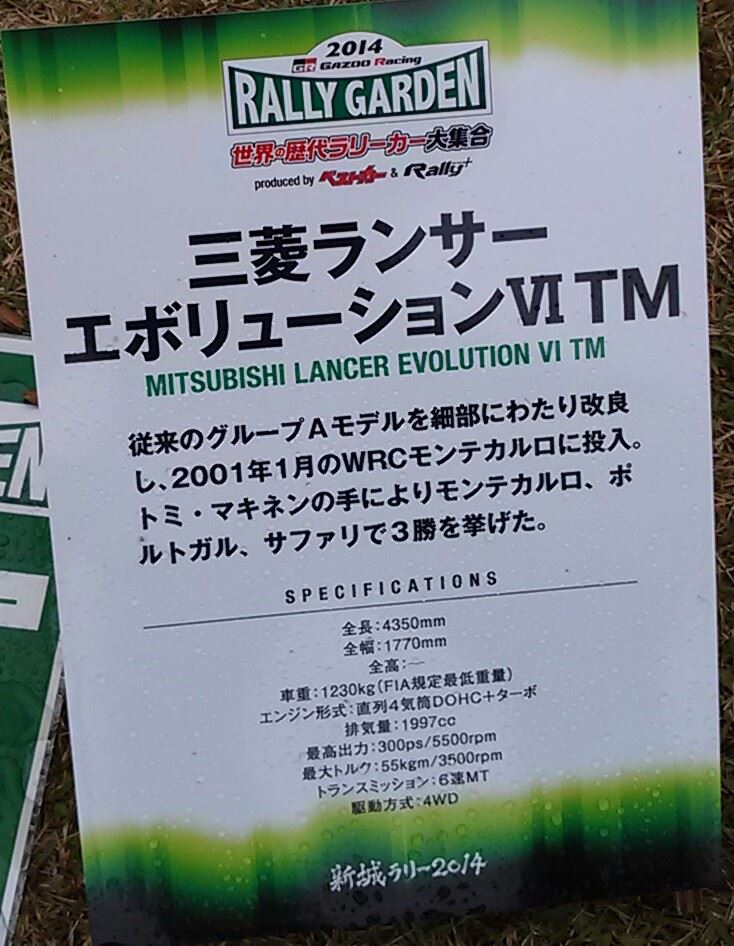 2014
GR GAZOO Racing
RALLY GARDEN
世界の歴代ラリーカー大集合
produced by ベストカー & Rally+
三菱ランサー
エボリューションⅥ TM
MITSUBISHI LANCER EVOLUTION VI TM
従来のグループAモデルを細部にわたり改良
し、2001年1月のWRCモンテカルロに投入。
トミ・マキネンの手によりモンテカルロ、ポ
ルトガル、サファリで3勝を挙げた。
SPECIFICATIONS
全長:4350mm
全幅:1770mm
全高:―
車重:1230kg(FIA規定最低重量)
エンジン形式:直列4気筒DOHC+ターボ
排気量:1997cc
最高出力:300ps/5500rpm
最大トルク:55kgm/3500rpm
トランスミッション:6速MT
駆動方式:4WD
新城ラリー2014
EN